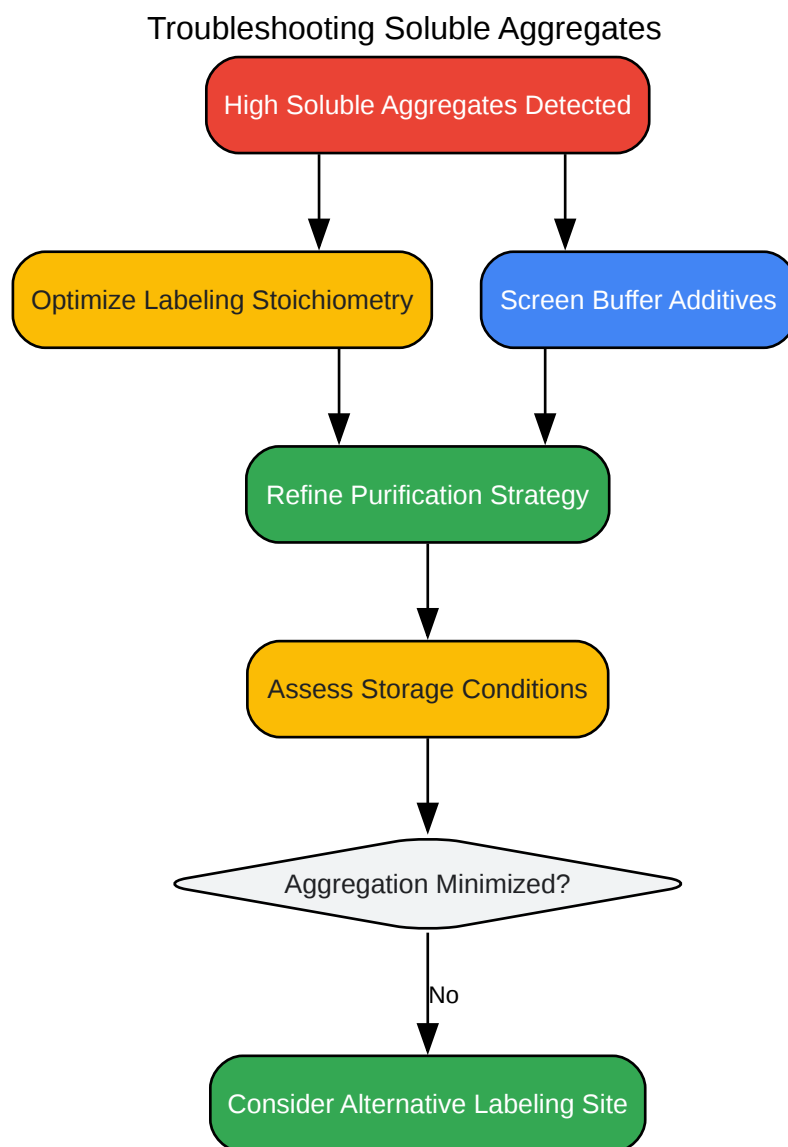 Troubleshooting Soluble Aggregates
High Soluble Aggregates Detected
Optimize Labeling Stoichiometry
Screen Buffer Additives
Refine Purification Strategy
Assess Storage Conditions
Aggregation Minimized?
No
Consider Alternative Labeling Site